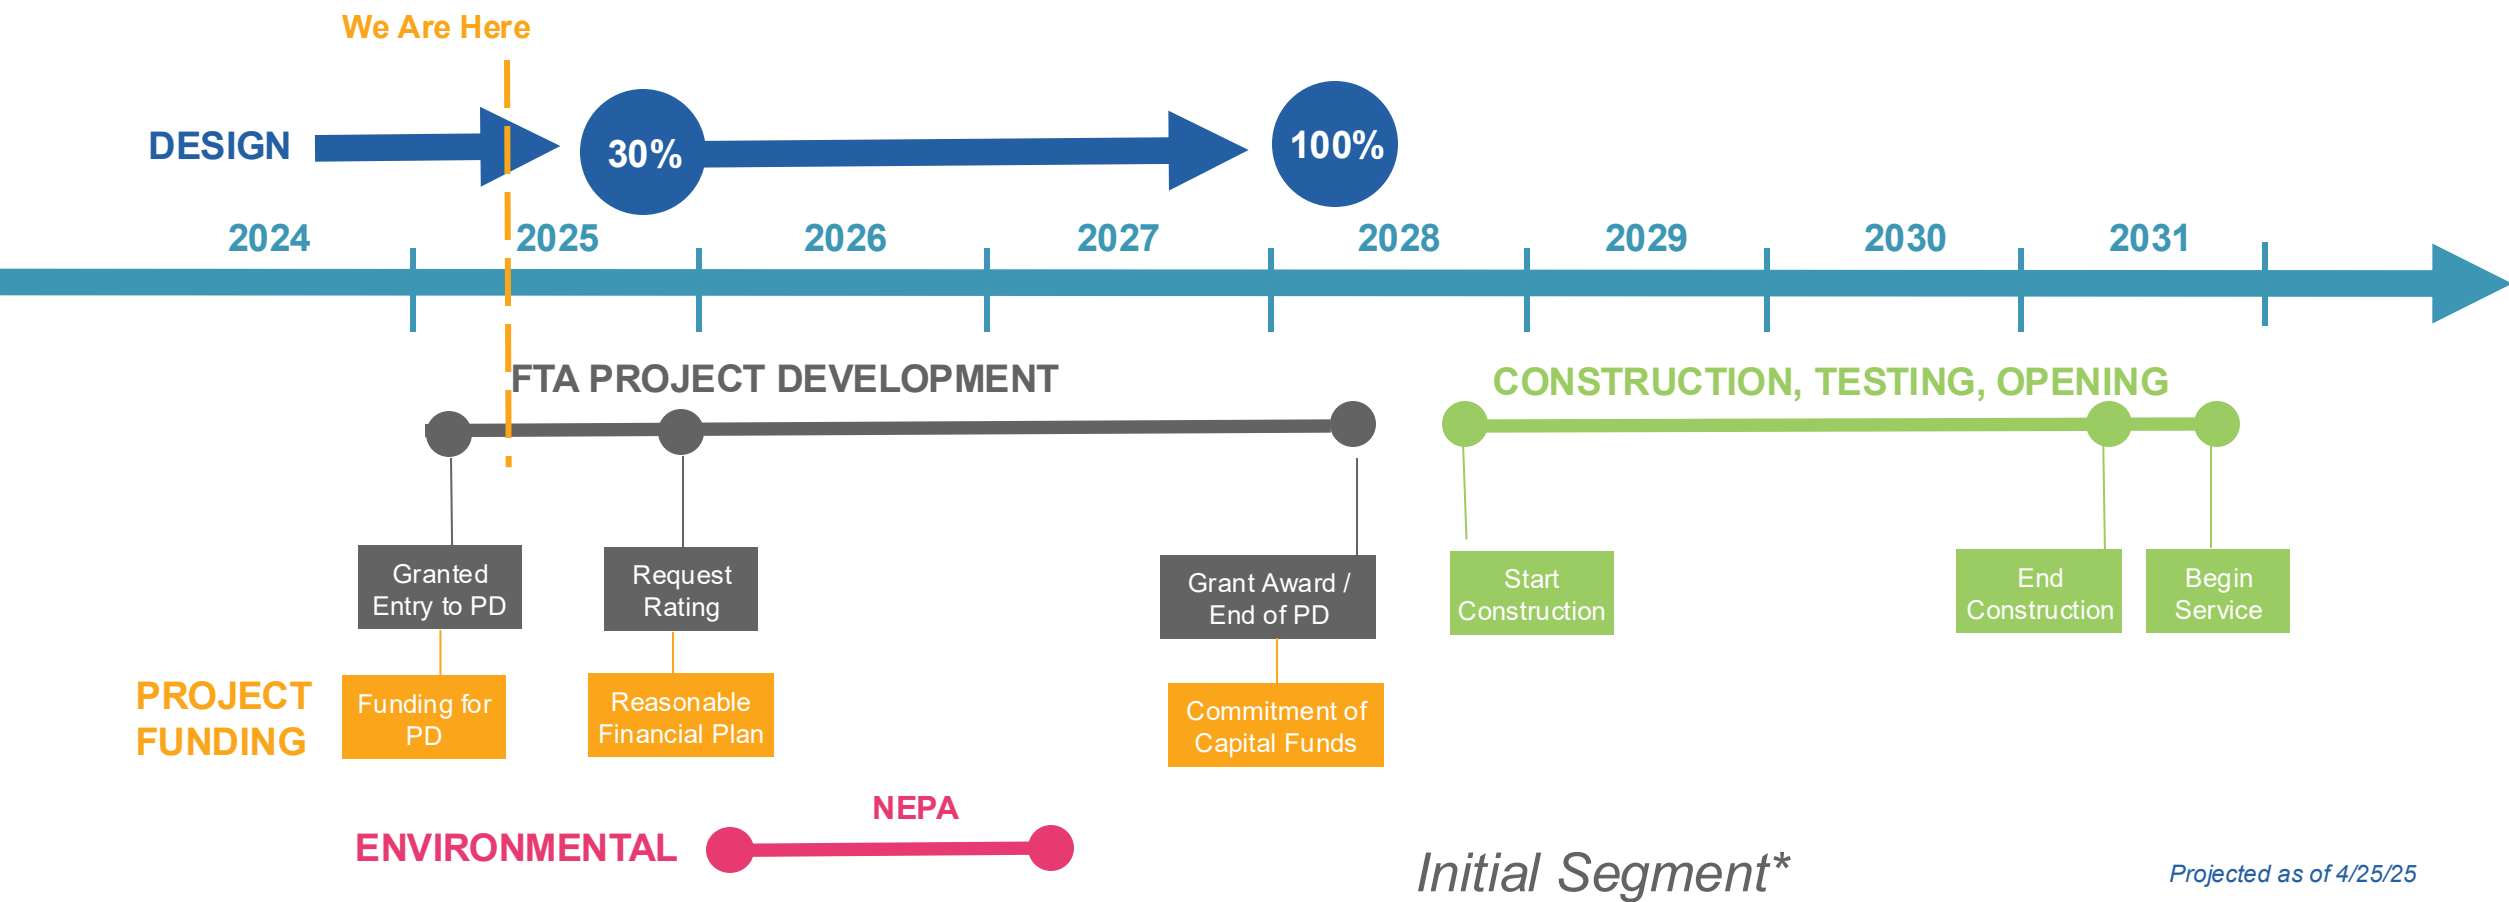 We Are Here
DESIGN
30%
100%
2024
2025
2026
2027
2028
2029
2030
2031
FTA PROJECT DEVELOPMENT
CONSTRUCTION, TESTING, OPENING
Granted
Entry to PD
Request
Rating
Grant Award /
End of PD
Start
Construction
End
Construction
Begin
Service
PROJECT
FUNDING
Funding for
PD
Reasonable
Financial Plan
Commitment of
Capital Funds
NEPA
ENVIRONMENTAL
Initial Segment*
Projected as of 4/25/25